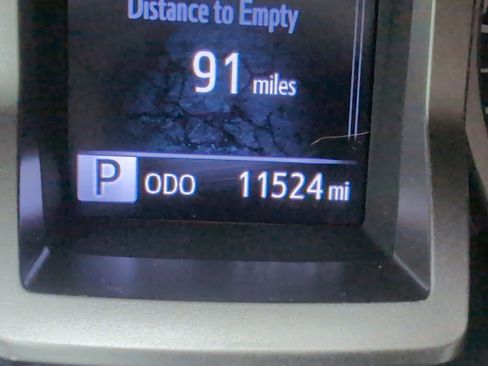 Distance to Empty
91 miles
P ODO 11524 mi